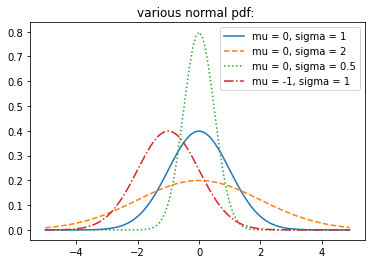 various normal pdf:
mu = 0, sigma = 1
mu = 0, sigma = 2
mu = 0, sigma = 0.5
mu = -1, sigma = 1
0.8
0.7
0.6
0.5
0.4
0.3
0.2
0.1
0.0
−4 −2 0 2 4